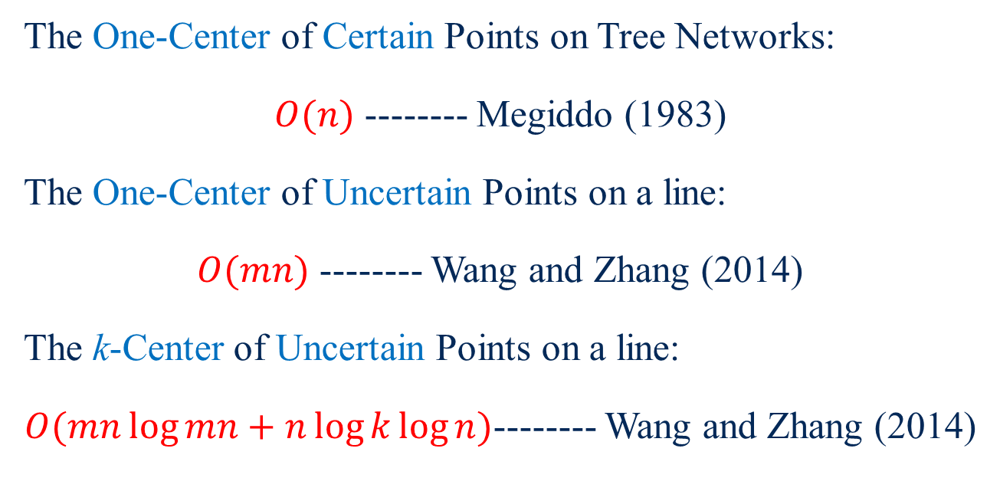 The One-Center of Certain Points on Tree Networks:
O(n) -------- Megiddo (1983)
The One-Center of Uncertain Points on a line:
O(mn) -------- Wang and Zhang (2014)
The k-Center of Uncertain Points on a line:
O(mn log mn + n log k log n)-------- Wang and Zhang (2014)